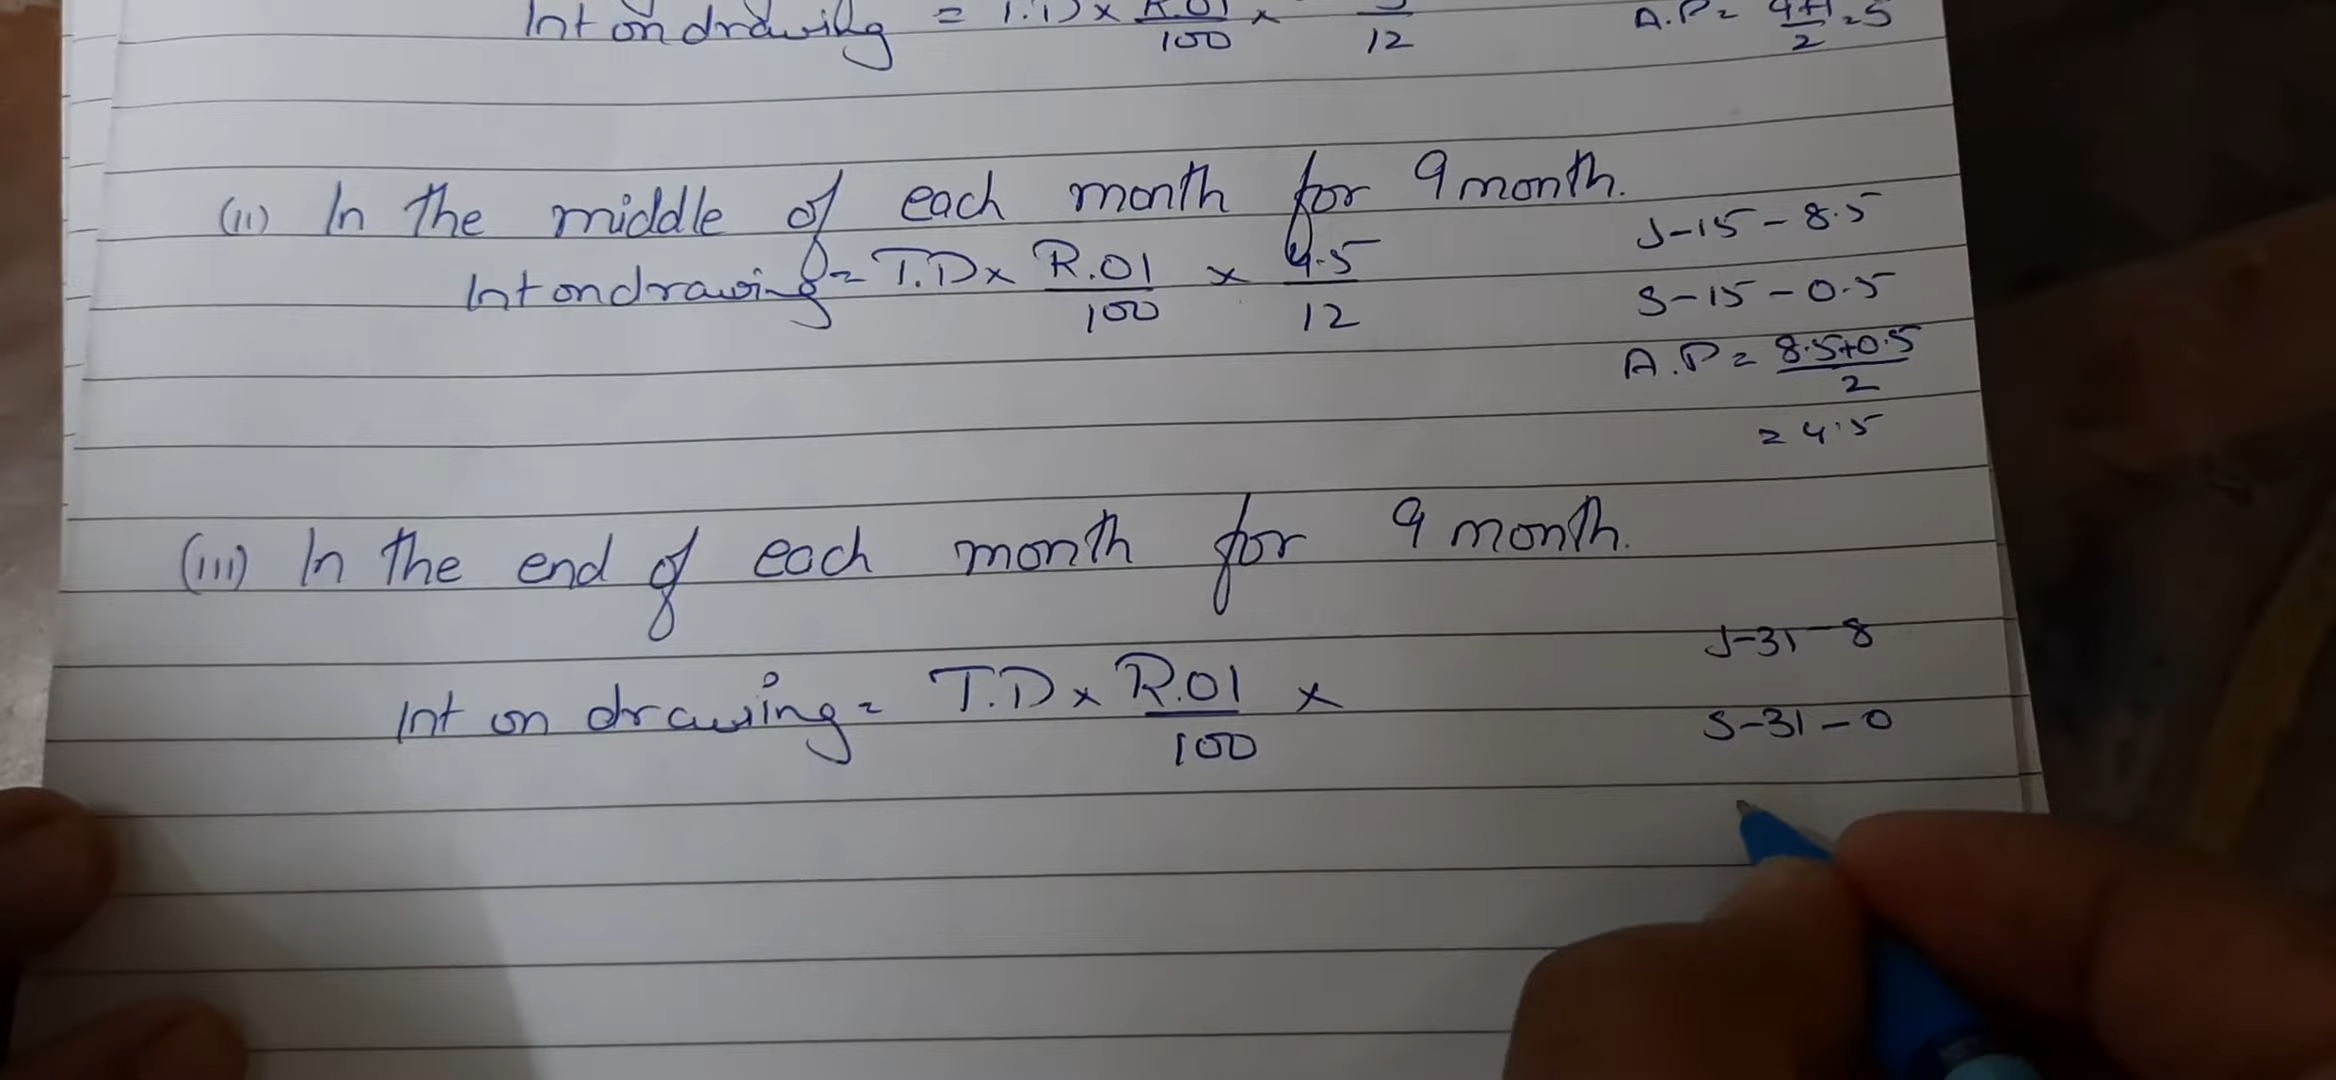 Int on drawing = T.D × R.OI/100 × 5/12
A.P = 9+1/2 = 5
(ii) In the middle of each month for 9 month.
Int on drawing = T.D × R.OI/100 × 4.5/12
J-15-8.5
S-15-0.5
A.P = 8.5+0.5/2
= 4.5
(iii) In the end of each month for 9 month.
Int on drawing = T.D × R.OI/100 ×
J-31-8
S-31-0